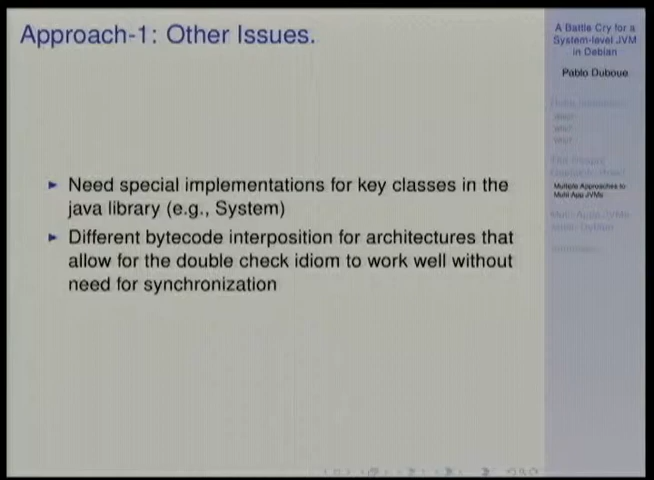 Approach-1: Other Issues.
Need special implementations for key classes in the
java library (e.g., System)
Different bytecode interposition for architectures that
allow for the double check idiom to work well without
need for synchronization
A Battle Cry for a
System-level JVM
in Debian
Pablo Duboue
Multiple Approaches to
Multi App JVMs